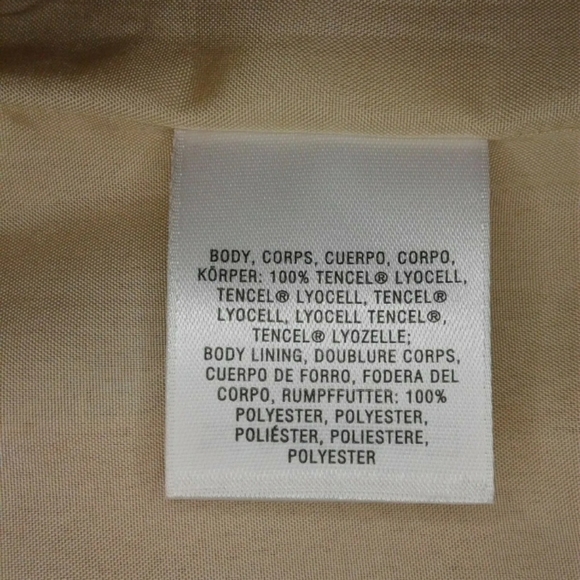 BODY, CORPS, CUERPO, CORPO,
KÖRPER: 100% TENCEL® LYOCELL,
TENCEL® LYOCELL, TENCEL®
LYOCELL, LYOCELL TENCEL®,
TENCEL® LYOZELLE;
BODY LINING, DOUBLURE CORPS,
CUERPO DE FORRO, FODERA DEL
CORPO, RUMPFFUTTER: 100%
POLYESTER, POLYESTER,
POLIÉSTER, POLIESTERE,
POLYESTER